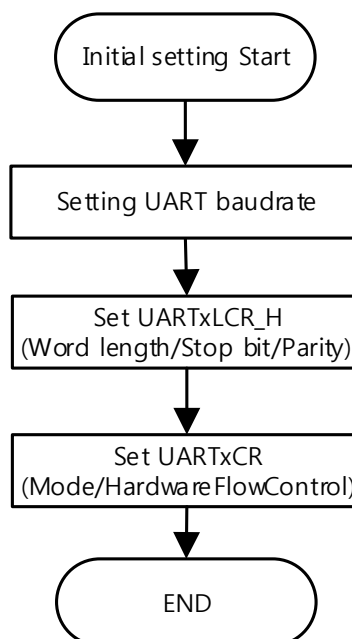 Initial setting Start
Setting UART baudrate
Set UARTxLCR_H
(Word length/Stop bit/Parity)
Set UARTxCR
(Mode/HardwareFlowControl)
END